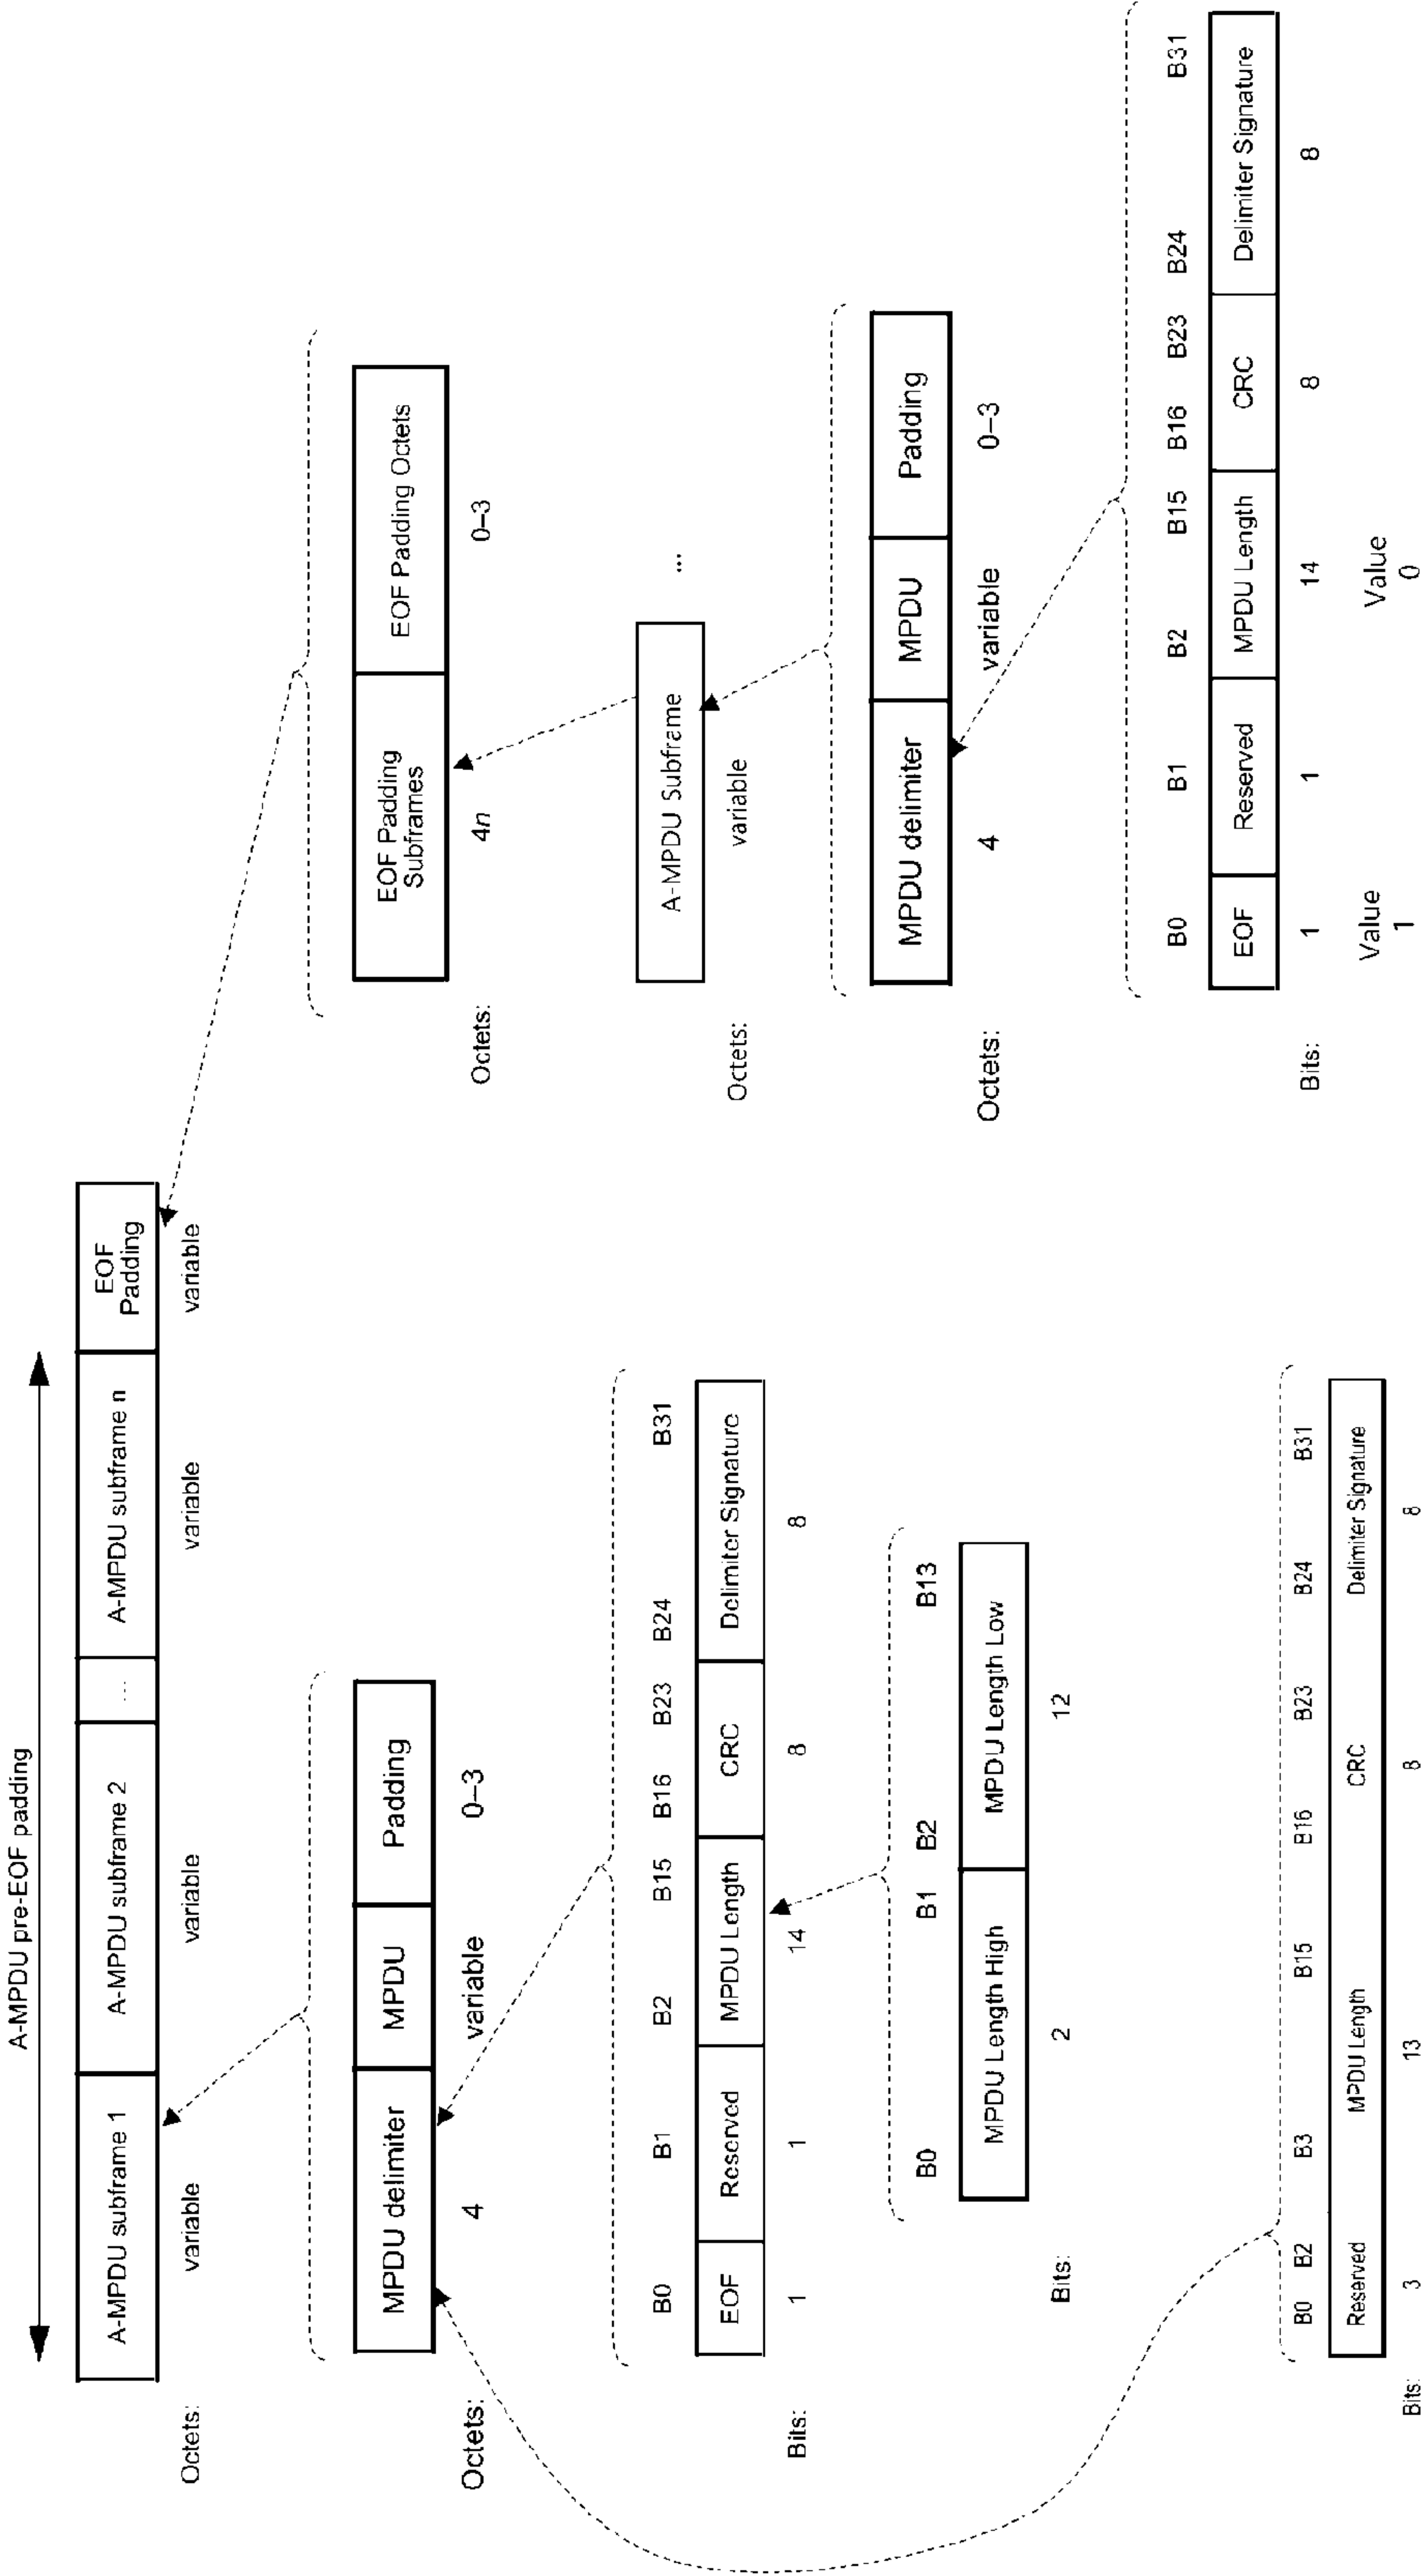 A-MPDU pre-EOF padding
A-MPDU subframe 1 A-MPDU subframe 2 ... A-MPDU subframe n EOF Padding
Octets: variable variable variable variable
MPDU delimiter MPDU Padding
Octets: 4 variable 0–3
B0 B1 B2 B15 B16 B23 B24 B31
EOF Reserved MPDU Length CRC Delimiter Signature
Bits: 1 1 14 8 8
B0 B1 B2 B13
MPDU Length High MPDU Length Low
Bits: 2 12
B0 B2 B3 B15 B16 B23 B24 B31
Reserved MPDU Length CRC Delimiter Signature
Bits: 3 13 8 8
EOF Padding Subframes EOF Padding Octets
Octets: 4n 0–3
A-MPDU Subframe ...
Octets: variable
MPDU delimiter MPDU Padding
Octets: 4 variable 0–3
B0 B1 B2 B15 B16 B23 B24 B31
EOF Reserved MPDU Length CRC Delimiter Signature
Bits: 1 1 14 8 8
Value Value
1 0